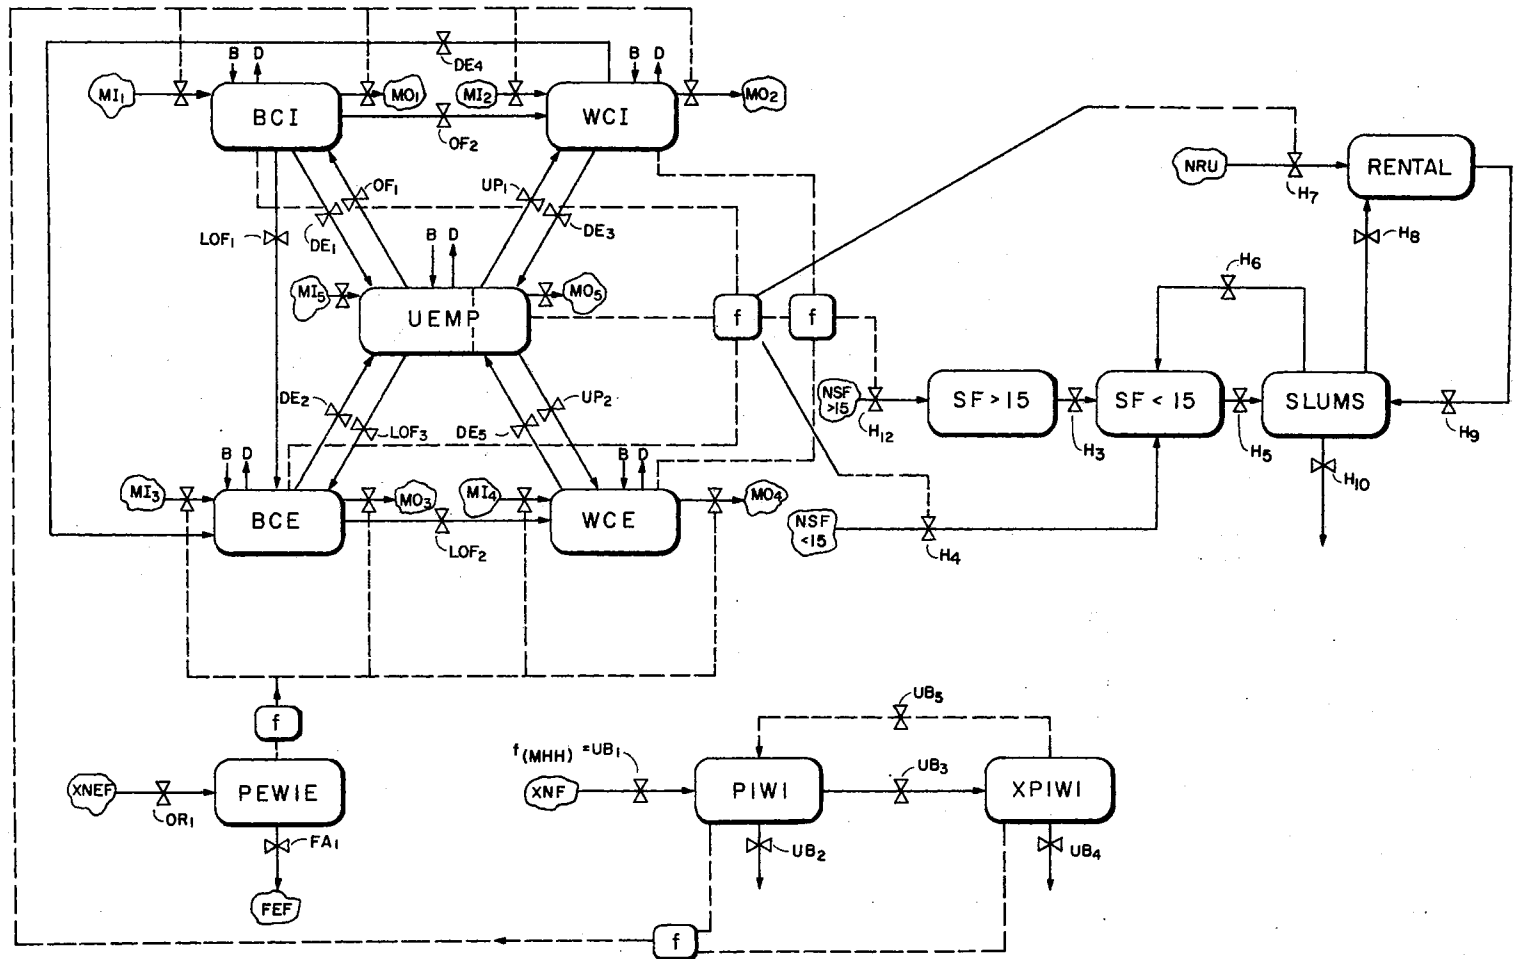 B D
DE4
B D
MI1
MO1
MI2
MO2
BCI
WCI
OF2
NRU
RENTAL
H7
OF1
UP1
LOF1
DE1
DE3
H8
B D
H6
MI5
MO5
UEMP
f
f
DE2
UP2
LOF3
DE5
NSF
>15
SF > 15
SF < 15
SLUMS
H12
H3
H5
H9
B D
B D
H10
MI3
MO3
MI4
MO4
BCE
WCE
NSF
<15
LOF2
H4
UB5
f
f(MHH) =UB1
XNEF
PEWIE
XNF
PIWI
UB3
XPIWI
OR1
FA1
UB2
UB4
FEF
f